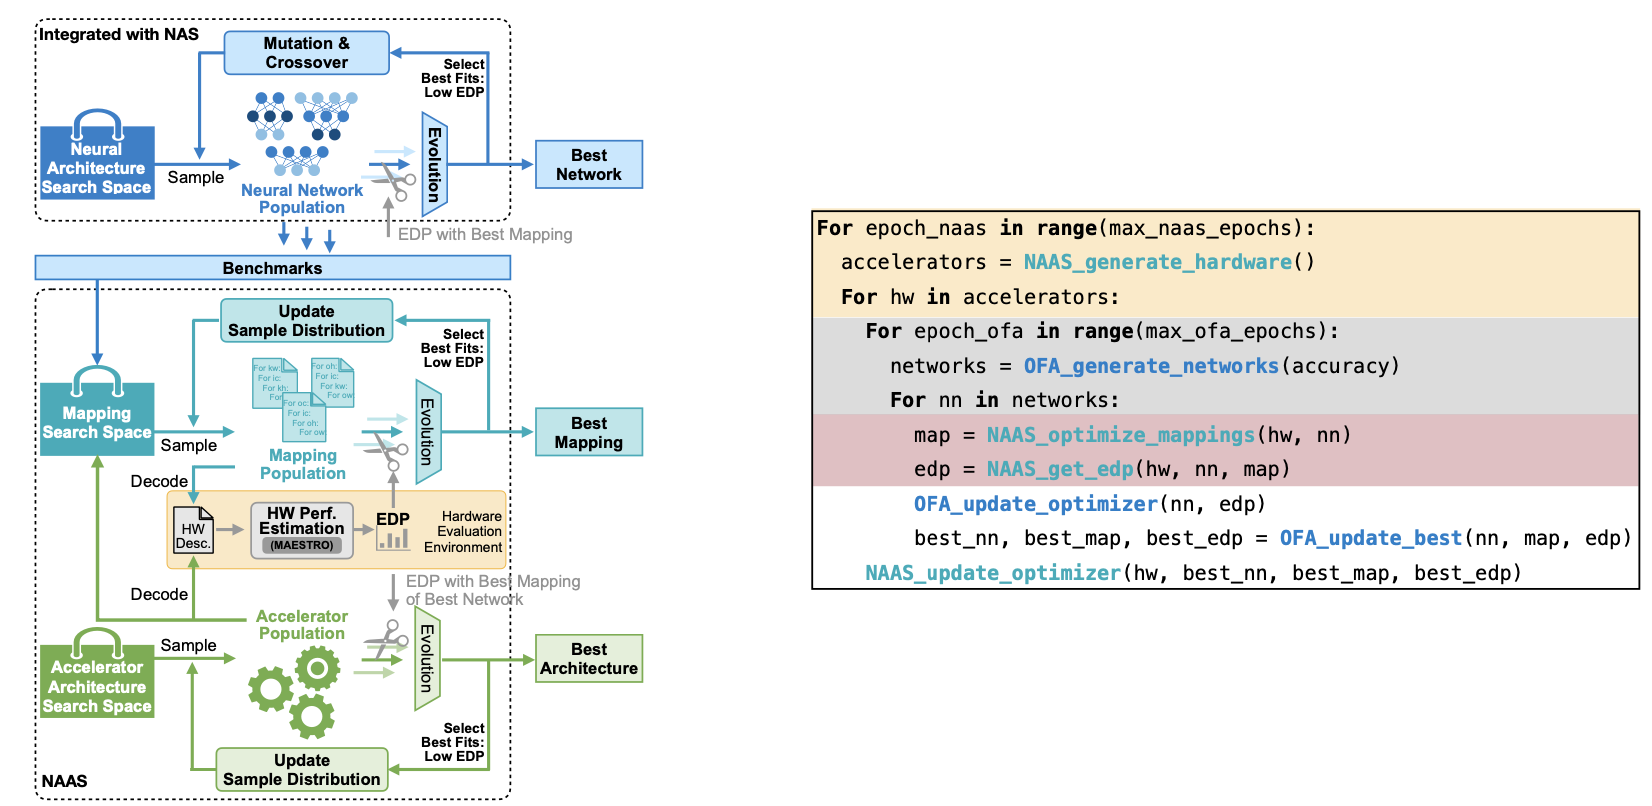 Integrated with NAS
Mutation &
Crossover
Select
Best Fits:
Low EDP
Neural
Architecture
Search Space
Sample
Neural Network
Population
Evolution
Best
Network
EDP with Best Mapping
Benchmarks
Update
Sample Distribution
Select
Best Fits:
Low EDP
For kw:
For ic:
For kh:
For
For oh:
For ic:
For kw:
For ow
For oc:
For ic:
For oh:
For ow
Mapping
Search Space
Sample
Mapping
Population
Evolution
Best
Mapping
Decode
HW
Desc.
HW Perf.
Estimation
(MAESTRO)
EDP
Hardware
Evaluation
Environment
Decode
EDP with Best Mapping
of Best Network
Accelerator
Population
Accelerator
Architecture
Search Space
Sample
Evolution
Best
Architecture
Select
Best Fits:
Low EDP
Update
Sample Distribution
NAAS
For epoch_naas in range(max_naas_epochs):
accelerators = NAAS_generate_hardware()
For hw in accelerators:
For epoch_ofa in range(max_ofa_epochs):
networks = OFA_generate_networks(accuracy)
For nn in networks:
map = NAAS_optimize_mappings(hw, nn)
edp = NAAS_get_edp(hw, nn, map)
OFA_update_optimizer(nn, edp)
best_nn, best_map, best_edp = OFA_update_best(nn, map, edp)
NAAS_update_optimizer(hw, best_nn, best_map, best_edp)